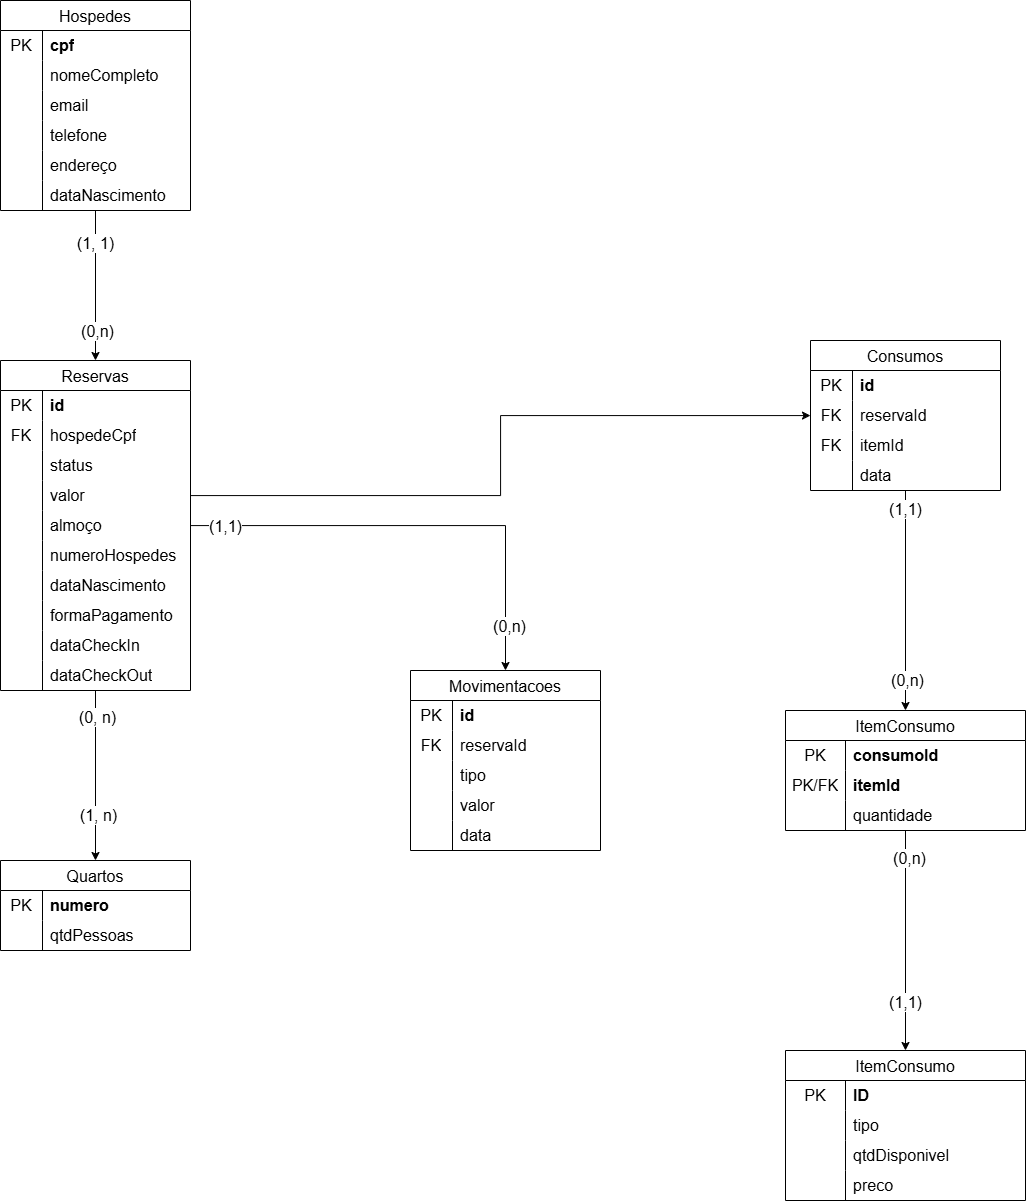 Hospedes
PK cpf
nomeCompleto
email
telefone
endereço
dataNascimento
(1, 1)
(0,n)
Reservas
PK id
FK hospedeCpf
status
valor
almoço
numeroHospedes
dataNascimento
formaPagamento
dataCheckIn
dataCheckOut
(0, n)
(1, n)
Quartos
PK numero
qtdPessoas
(1,1)
(0,n)
Movimentacoes
PK id
FK reservaId
tipo
valor
data
Consumos
PK id
FK reservaId
FK itemId
data
(1,1)
(0,n)
ItemConsumo
PK consumoId
PK/FK itemId
quantidade
(0,n)
(1,1)
ItemConsumo
PK ID
tipo
qtdDisponivel
preco